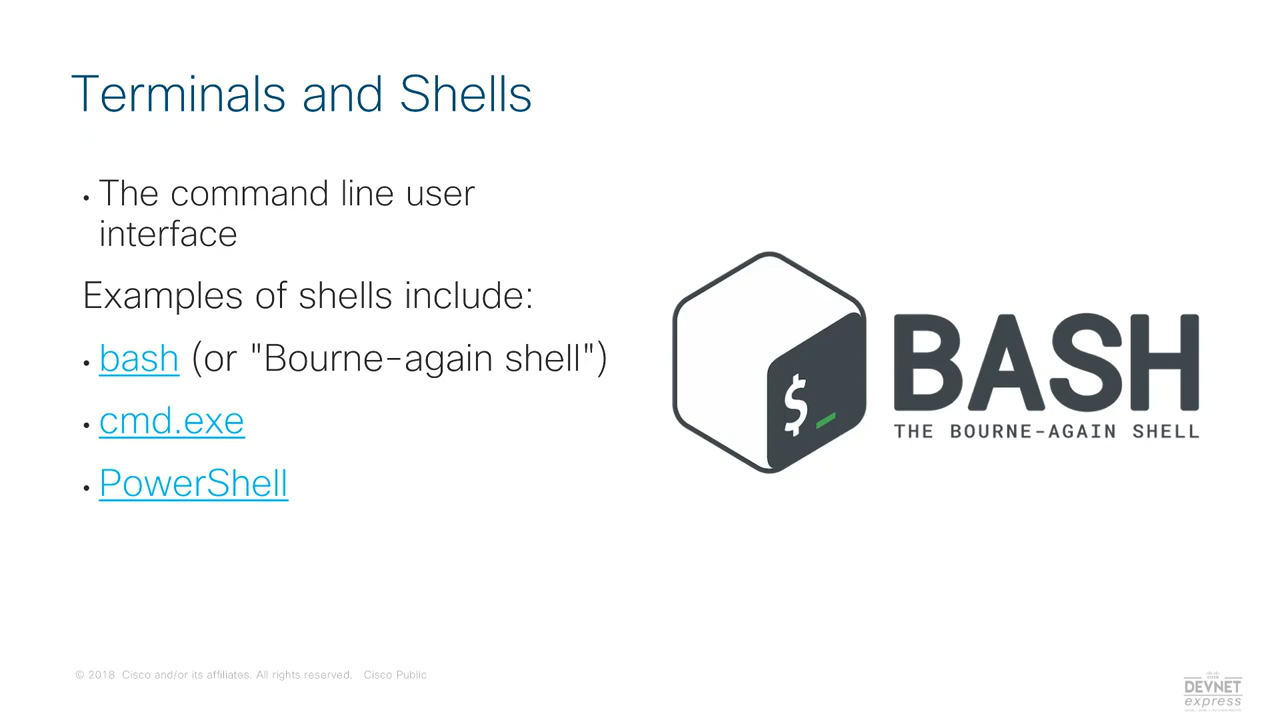 Terminals and Shells
• The command line user
interface
Examples of shells include:
• bash (or "Bourne-again shell")
• cmd.exe
• PowerShell
$_
BASH
THE BOURNE-AGAIN SHELL
© 2018 Cisco and/or its affiliates. All rights reserved. Cisco Public
DEVNET
express